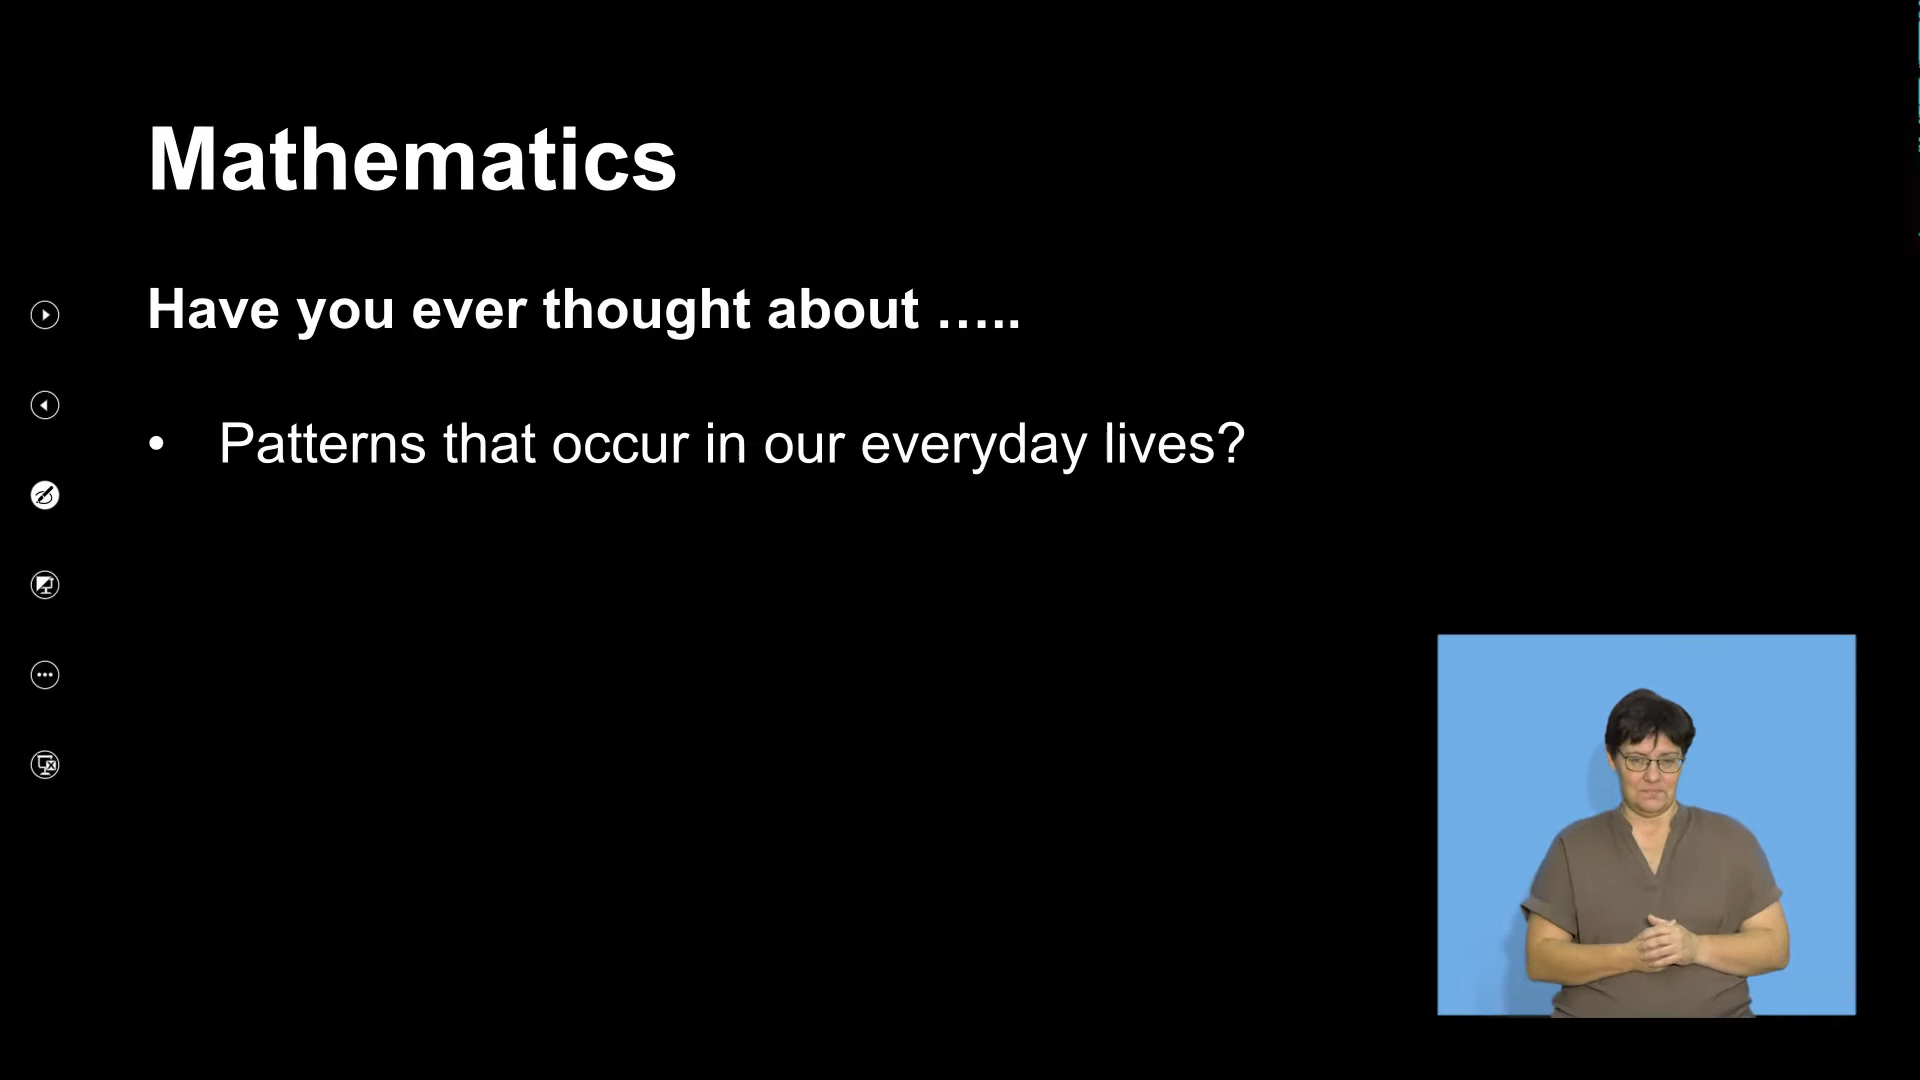 Mathematics
Have you ever thought about …..
• Patterns that occur in our everyday lives?